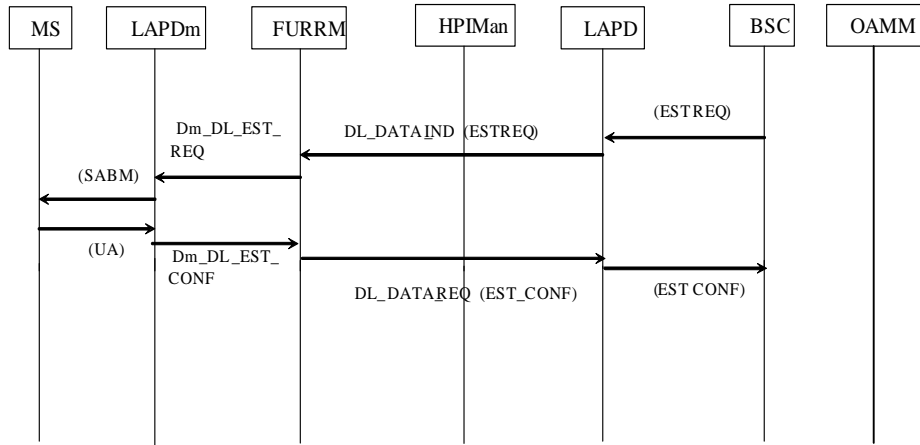 MS
LAPDm
FURRM
HPIMan
LAPD
BSC
OAMM
(ESTREQ)
DL_DATA_IND (ESTREQ)
Dm_DL_EST_
REQ
(SABM)
(UA)
Dm_DL_EST_
CONF
DL_DATA_REQ (EST_CONF)
(EST CONF)